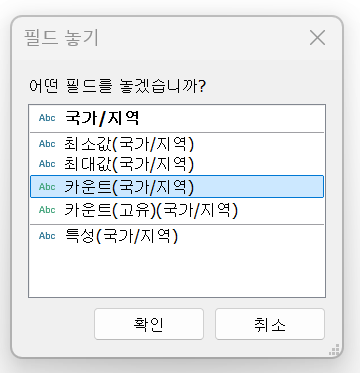 필드 놓기
어떤 필드를 놓겠습니까?
Abc 국가/지역
Abc 최소값(국가/지역)
Abc 최대값(국가/지역)
Abc 카운트(국가/지역)
Abc 카운트(고유)(국가/지역)
Abc 특성(국가/지역)
확인 취소